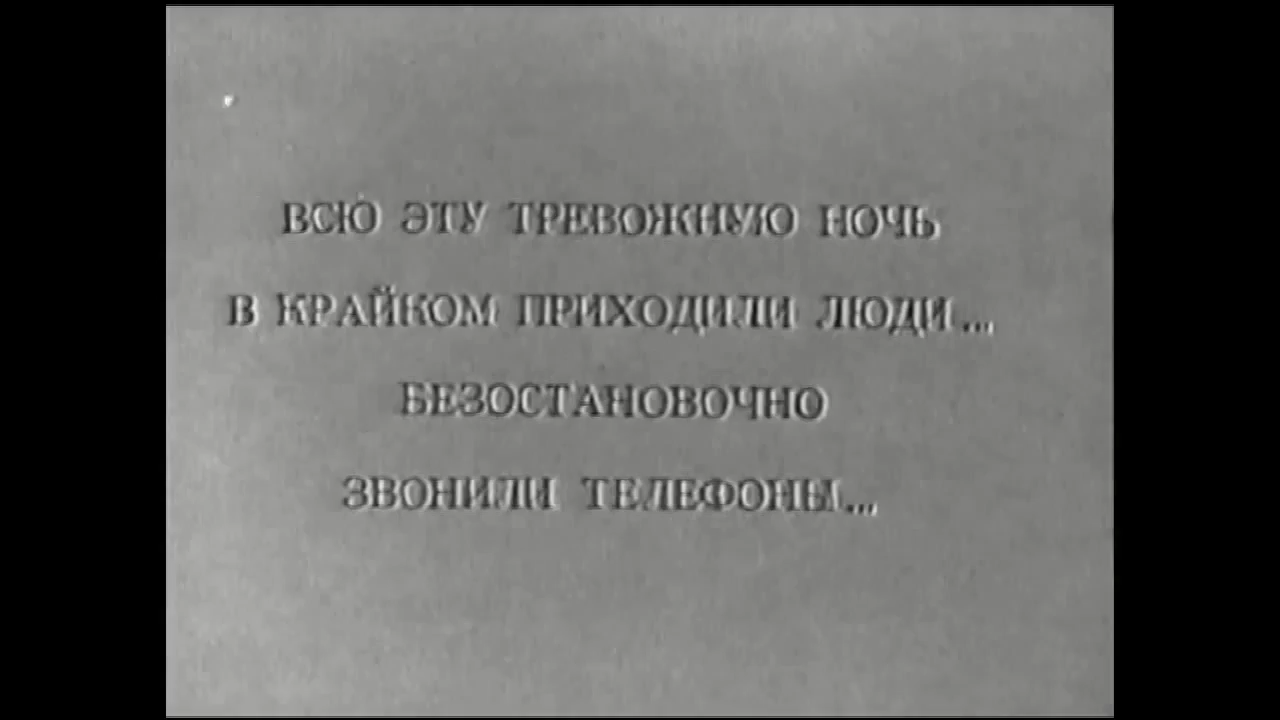 ВСЮ ЭТУ ТРЕВОЖНУЮ НОЧЬ
В КРАЙКОМ ПРИХОДИЛИ ЛЮДИ...
БЕЗОСТАНОВОЧНО
ЗВОНИЛИ ТЕЛЕФОНЫ...